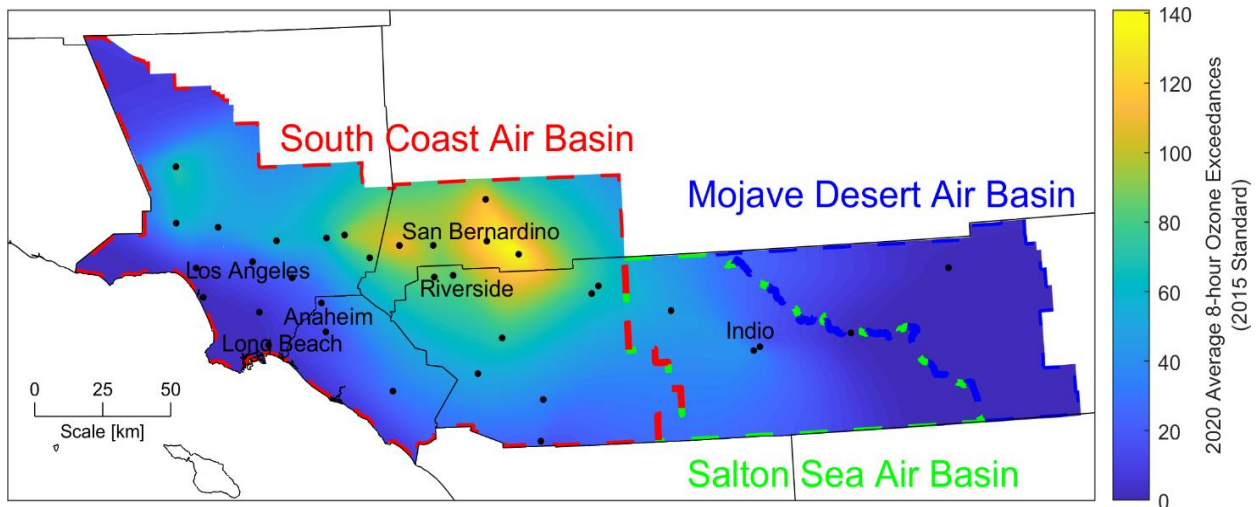 South Coast Air Basin
Mojave Desert Air Basin
San Bernardino
Los Angeles
Riverside
Anaheim
Indio
Long Beach
0 25 50
Scale [km]
Salton Sea Air Basin
140
120
100
80
60
40
20
0
2020 Average 8-hour Ozone Exceedances
(2015 Standard)